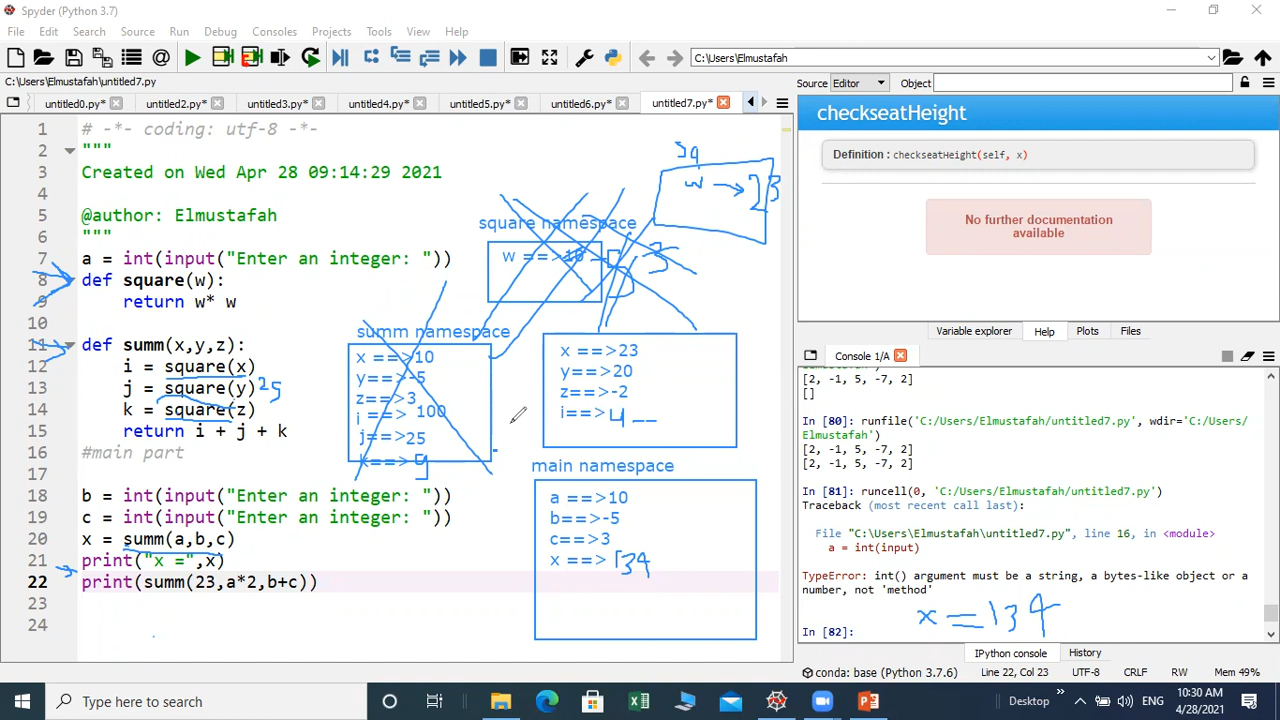 Spyder (Python 3.7)
File Edit Search Source Run Debug Consoles Projects Tools View Help
C:\Users\Elmustafah
C:\Users\Elmustafah\untitled7.py
Source Editor Object
untitled0.py* untitled2.py* untitled3.py* untitled4.py* untitled5.py* untitled6.py* untitled7.py*
checkseatHeight
Definition : checkseatHeight(self, x)
No further documentation
available
1 # -*- coding: utf-8 -*-
2 """
3 Created on Wed Apr 28 09:14:29 2021
4
5 @author: Elmustafah
6 """
7 a = int(input("Enter an integer: "))
8 def square(w):
9 return w* w
10
11 def summ(x,y,z):
12 i = square(x)
13 j = square(y) 25
14 k = square(z)
15 return i + j + k
16 #main part
17
18 b = int(input("Enter an integer: "))
19 c = int(input("Enter an integer: "))
20 x = summ(a,b,c)
21 print("x =",x)
22 print(summ(23,a*2,b+c))
23
24
Sq
w → 23
square namespace
w ==>10 -5 3
summ namespace
x ==>10
y==>-5
z==>3
i ==> 100
j==>25
k==>9
x ==>23
y==>20
z==>-2
i==>
main namespace
a ==>10
b==>-5
c==>3
x ==> 134
Variable explorer Help Plots Files
Console 1/A
[2, -1, 5, -7, 2]
[]
In [80]: runfile('C:/Users/Elmustafah/untitled7.py', wdir='C:/Users/
Elmustafah')
[2, -1, 5, -7, 2]
[2, -1, 5, -7, 2]
In [81]: runcell(0, 'C:/Users/Elmustafah/untitled7.py')
Traceback (most recent call last):
File "C:\Users\Elmustafah\untitled7.py", line 16, in <module>
a = int(input)
TypeError: int() argument must be a string, a bytes-like object or a
number, not 'method'
x = 134
In [82]:
IPython console History
conda: base (Python 3.7.6) Line 22, Col 23 UTF-8 CRLF RW Mem 49%
Type here to search
Desktop ENG
10:30 AM
4/28/2021